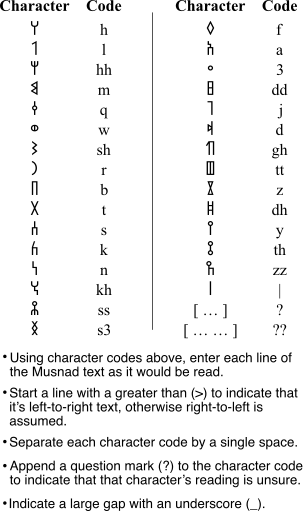 Character Code Character Code
𐩠 h 𐩰 f
𐩡 l 𐩱 a
𐩢 hh 𐩲 3
𐩣 m 𐩳 dd
𐩤 q 𐩴 j
𐩥 w 𐩵 d
𐩦 sh 𐩶 gh
𐩧 r 𐩷 tt
𐩨 b 𐩸 z
𐩩 t 𐩹 dh
𐩪 s 𐩺 y
𐩫 k 𐩻 th
𐩬 n 𐩼 zz
𐩭 kh | |
𐩮 ss [ ... ] ?
𐩯 s3 [ ... ... ] ??
•Using character codes above, enter each line of
the Musnad text as it would be read.
•Start a line with a greater than (>) to indicate that
it's left-to-right text, otherwise right-to-left is
assumed.
•Separate each character code by a single space.
•Append a question mark (?) to the character code
to indicate that that character's reading is unsure.
•Indicate a large gap with an underscore (_).